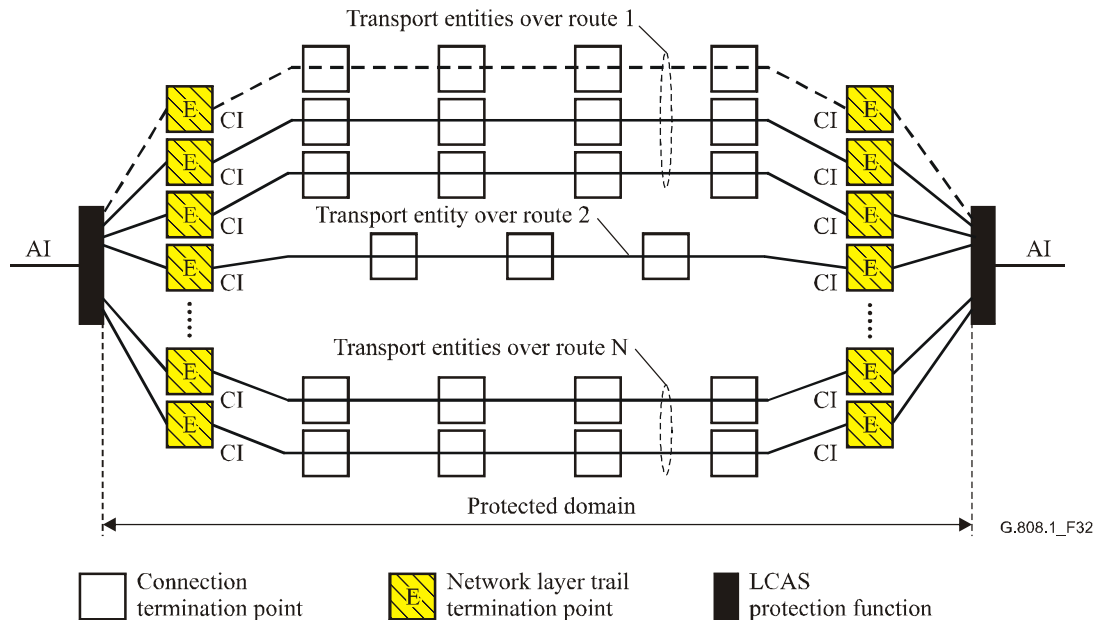 Transport entities over route 1
E CI CI E
E CI CI E
E CI CI E
Transport entity over route 2
AI E CI CI E AI
Transport entities over route N
E CI CI E
E CI CI E
Protected domain
G.808.1_F32
Connection
termination point
E
Network layer trail
termination point
LCAS
protection function